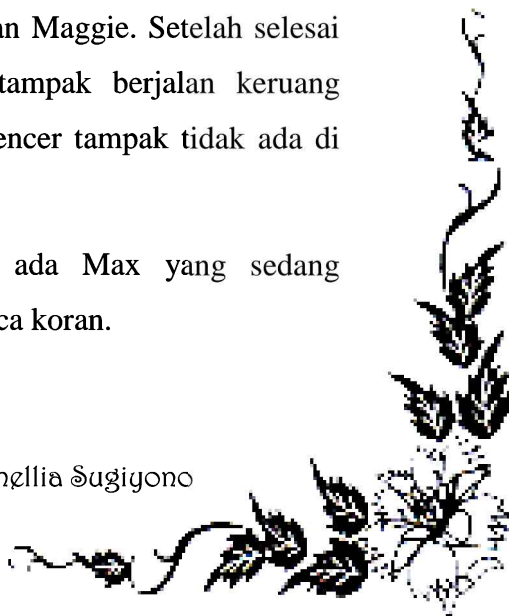 an Maggie. Setelah selesai
tampak berjalan keruang
encer tampak tidak ada di
ada Max yang sedang
ca koran.
nellia Sugiyono